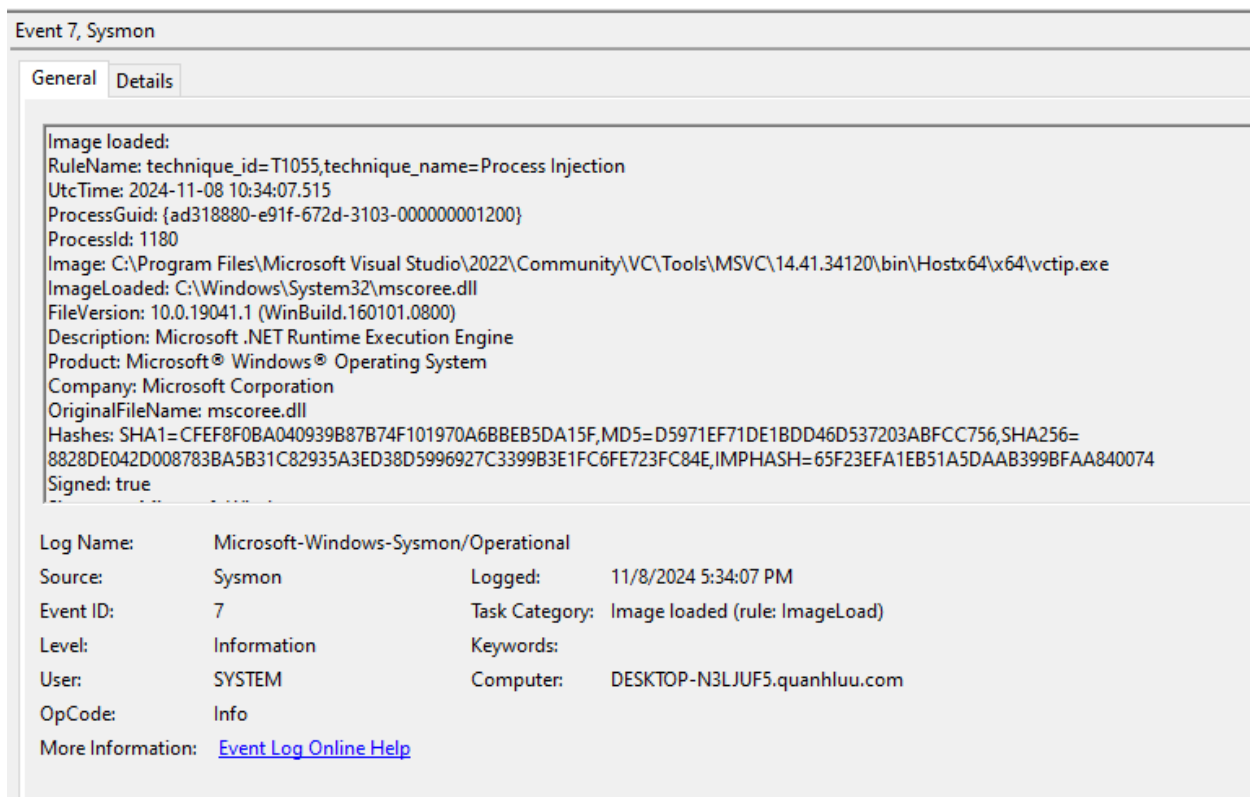 Event 7, Sysmon
General Details
Image loaded:
RuleName: technique_id=T1055,technique_name=Process Injection
UtcTime: 2024-11-08 10:34:07.515
ProcessGuid: {ad318880-e91f-672d-3103-000000001200}
ProcessId: 1180
Image: C:\Program Files\Microsoft Visual Studio\2022\Community\VC\Tools\MSVC\14.41.34120\bin\Hostx64\x64\vctip.exe
ImageLoaded: C:\Windows\System32\mscoree.dll
FileVersion: 10.0.19041.1 (WinBuild.160101.0800)
Description: Microsoft .NET Runtime Execution Engine
Product: Microsoft® Windows® Operating System
Company: Microsoft Corporation
OriginalFileName: mscoree.dll
Hashes: SHA1=CFEF8F0BA040939B87B74F101970A6BBEB5DA15F,MD5=D5971EF71DE1BDD46D537203ABFCC756,SHA256=
8828DE042D008783BA5B31C82935A3ED38D5996927C3399B3E1FC6FE723FC84E,IMPHASH=65F23EFA1EB51A5DAAB399BFAA840074
Signed: true
Log Name: Microsoft-Windows-Sysmon/Operational
Source: Sysmon Logged: 11/8/2024 5:34:07 PM
Event ID: 7 Task Category: Image loaded (rule: ImageLoad)
Level: Information Keywords:
User: SYSTEM Computer: DESKTOP-N3LJUF5.quanhluu.com
OpCode: Info
More Information: Event Log Online Help